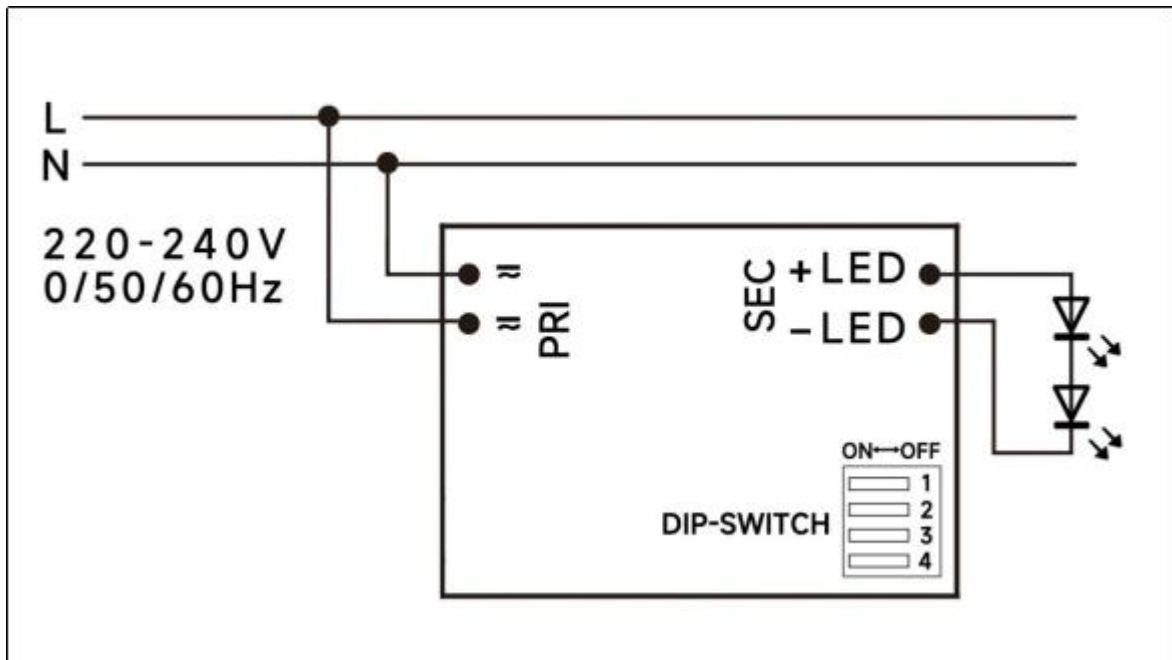 L
N
220-240V
0/50/60Hz
≂
≂
PRI
SEC
+LED
-LED
ON↔OFF
1
2
3
4
DIP-SWITCH